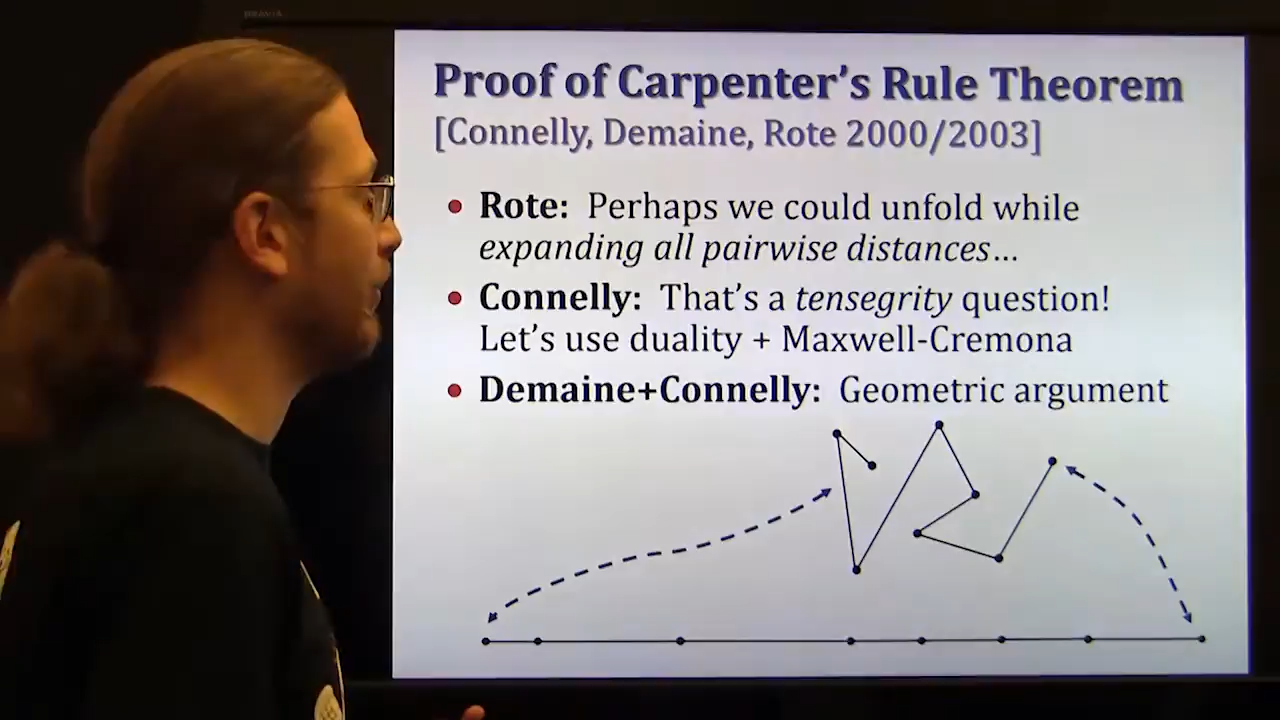 Proof of Carpenter’s Rule Theorem
[Connelly, Demaine, Rote 2000/2003]
• Rote: Perhaps we could unfold while
expanding all pairwise distances…
• Connelly: That’s a tensegrity question!
Let’s use duality + Maxwell-Cremona
• Demaine+Connelly: Geometric argument